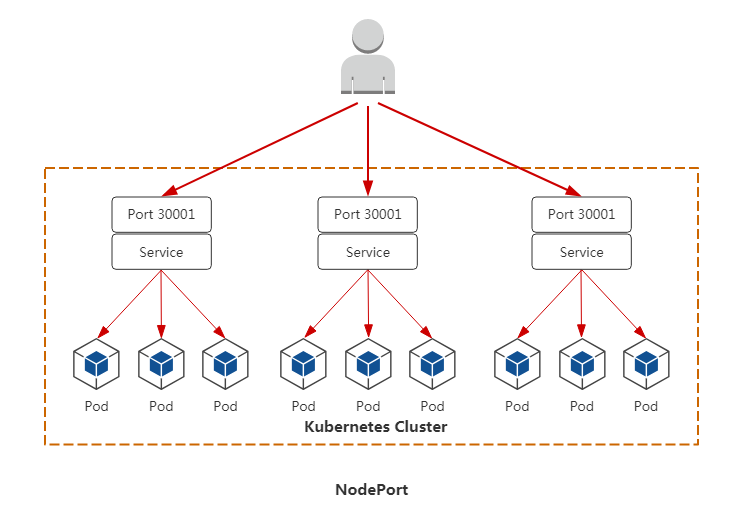 Port 30001 Port 30001 Port 30001
Service Service Service
Pod Pod Pod Pod Pod Pod Pod Pod Pod
Kubernetes Cluster
NodePort